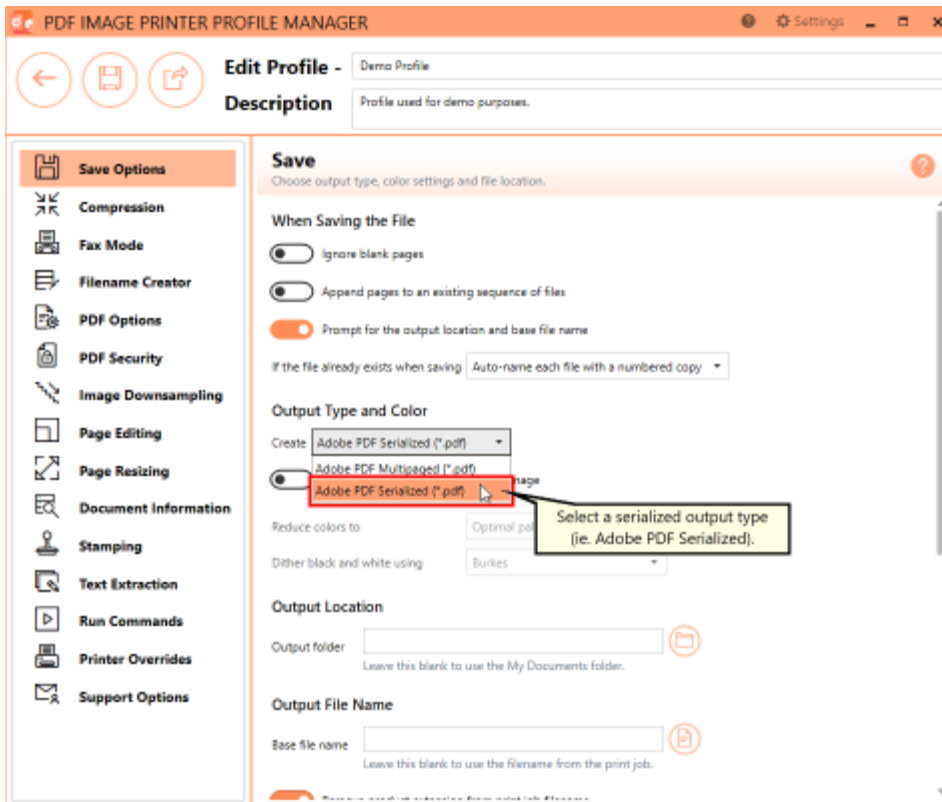 PDF IMAGE PRINTER PROFILE MANAGER
Settings
Edit Profile - Demo Profile
Description Profile used for demo purposes.
Save Options
Compression
Fax Mode
Filename Creator
PDF Options
PDF Security
Image Downsampling
Page Editing
Page Resizing
Document Information
Stamping
Text Extraction
Run Commands
Printer Overrides
Support Options
Save
Choose output type, color settings and file location.
When Saving the File
Ignore blank pages
Append pages to an existing sequence of files
Prompt for the output location and base file name
If the file already exists when saving Auto-name each file with a numbered copy
Output Type and Color
Create Adobe PDF Serialized (*.pdf)
Adobe PDF Multipaged (*.pdf)
Adobe PDF Serialized (*.pdf)
Select a serialized output type
(ie. Adobe PDF Serialized).
Reduce colors to Optimal
Dither black and white using Burkes
Output Location
Output folder
Leave this blank to use the My Documents folder.
Output File Name
Base file name
Leave this blank to use the filename from the print job.